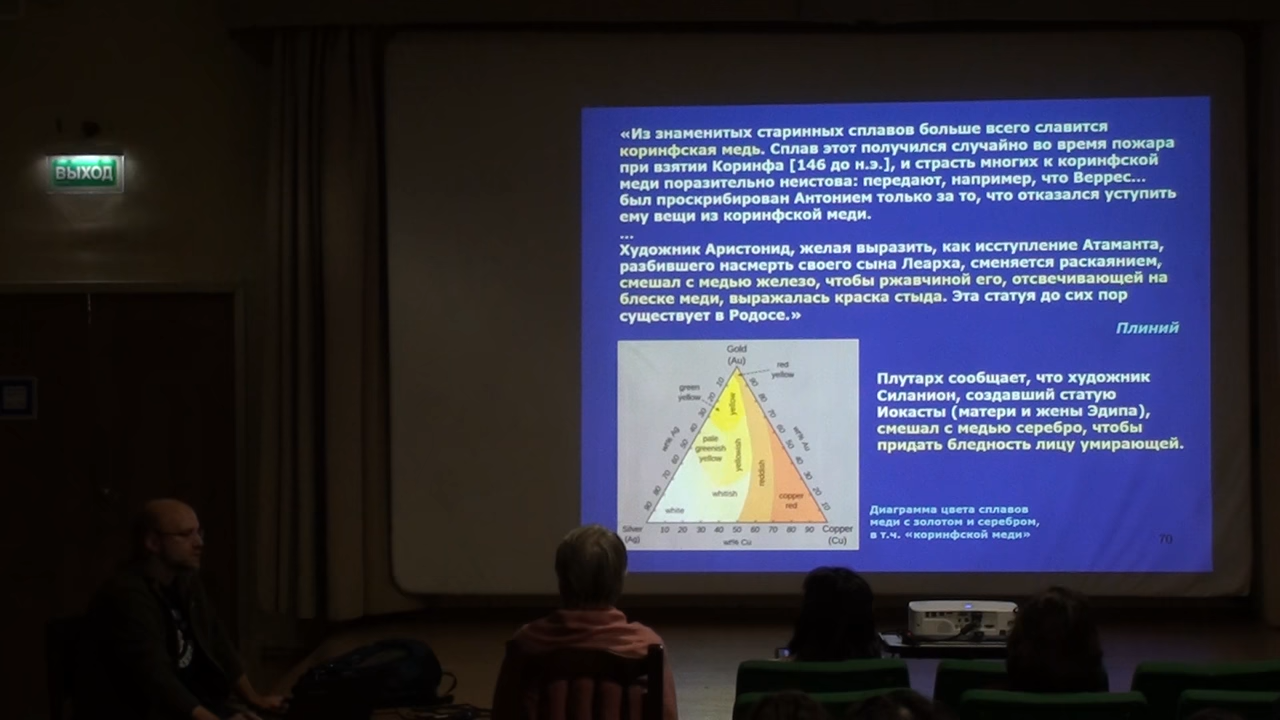 ВЫХОД
«Из знаменитых старинных сплавов больше всего славится
коринфская медь. Сплав этот получился случайно во время пожара
при взятии Коринфа [146 до н.э.], и страсть многих к коринфской
меди поразительно неистова: передают, например, что Веррес...
был проскрибирован Антонием только за то, что отказался уступить
ему вещи из коринфской меди.
...
Художник Аристонид, желая выразить, как исступление Атаманта,
разбившего насмерть своего сына Леарха, сменяется раскаянием,
смешал с медью железо, чтобы ржавчиной его, отсвечивающей на
блеске меди, выражалась краска стыда. Эта статуя до сих пор
существует в Родосе.»
Плиний
Gold
(Au)
red
yellow
green
yellow
yellow
pale
greenish
yellow
yellowish
reddish
whitish
white
copper
red
wt% Ag
wt% Au
Silver
(Ag)
10 20 30 40 50 60 70 80 90
Copper
(Cu)
wt% Cu
Плутарх сообщает, что художник
Силанион, создавший статую
Иокасты (матери и жены Эдипа),
смешал с медью серебро, чтобы
придать бледность лицу умирающей.
Диаграмма цвета сплавов
меди с золотом и серебром,
в т.ч. «коринфской меди»
70